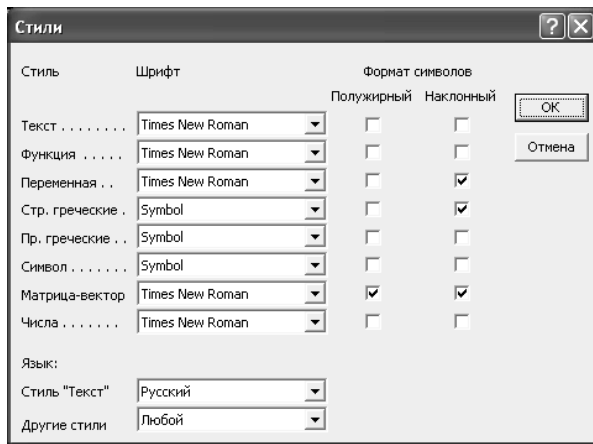 Стили
Стиль Шрифт Формат символов
Полужирный Наклонный
OK
Текст . . . . . . . . Times New Roman
Функция . . . . . Times New Roman
Отмена
Переменная . . Times New Roman
Стр. греческие . Symbol
Пр. греческие . . Symbol
Символ . . . . . . . Symbol
Матрица-вектор Times New Roman
Числа . . . . . . . Times New Roman
Язык:
Стиль "Текст" Русский
Другие стили Любой